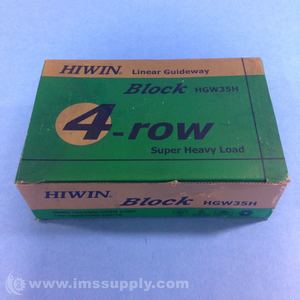 HIWIN. Linear Guideway
Block HGW35H
4-row
Super Heavy Load
HIWIN.
Block HGW35H
© www.imssupply.com